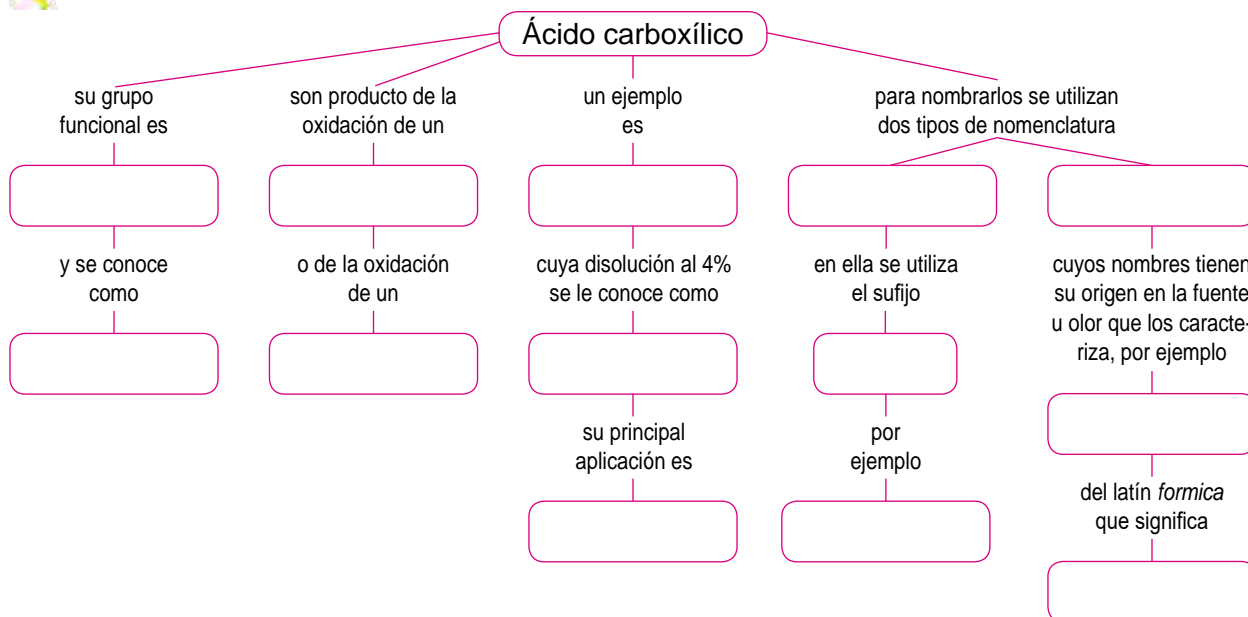 Ácido carboxílico
su grupo
funcional es
son producto de la
oxidación de un
un ejemplo
es
para nombrarlos se utilizan
dos tipos de nomenclatura
y se conoce
como
o de la oxidación
de un
cuya disolución al 4%
se le conoce como
en ella se utiliza
el sufijo
cuyos nombres tienen
su origen en la fuente
u olor que los caracte-
riza, por ejemplo
su principal
aplicación es
por
ejemplo
del latín formica
que significa